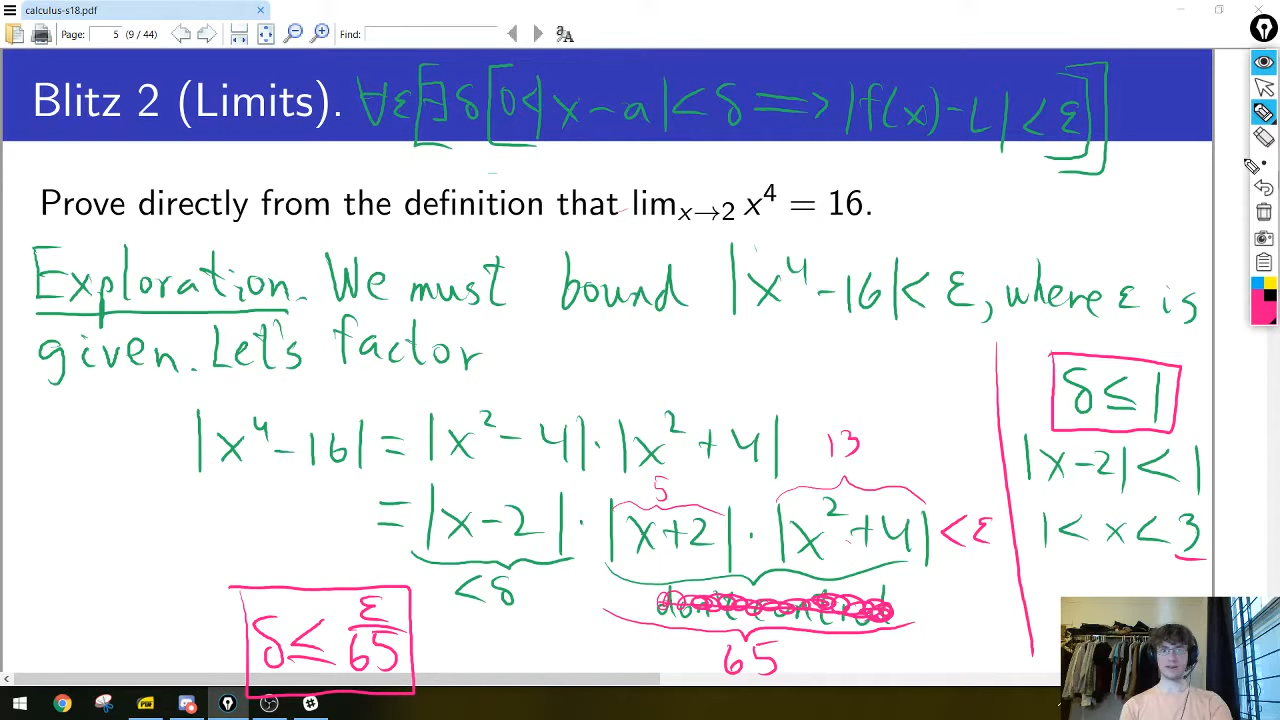 calculus-s18.pdf
Page: 5 (9 / 44) Find:
Blitz 2 (Limits). ∀ε[∃δ[0<|x-a|<δ ⟹ |f(x)-L|<ε]]
Prove directly from the definition that lim x→2 x⁴ = 16.
Exploration. We must bound |x⁴-16|<ε, where ε is
given. Let's factor
|x⁴-16| = |x²-4|·|x²+4|
5 13
= |x-2|·|x+2|·|x²+4| < ε
<δ
65
δ ≤ ε/65
δ ≤ 1
|x-2| < 1
1 < x < 3